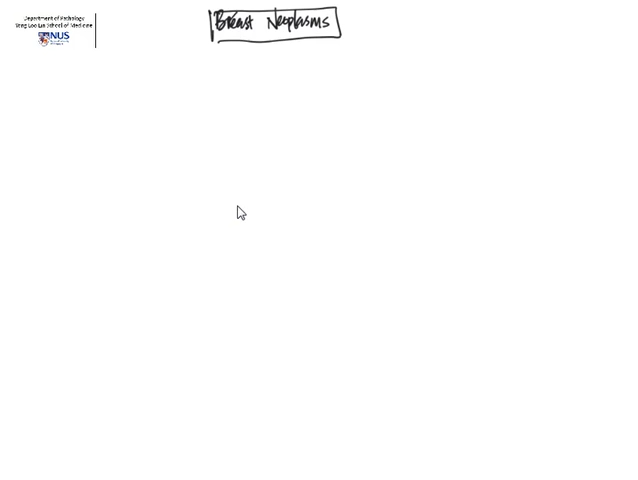 Department of Pathology
Yong Loo Lin School of Medicine
NUS
Breast Neoplasms